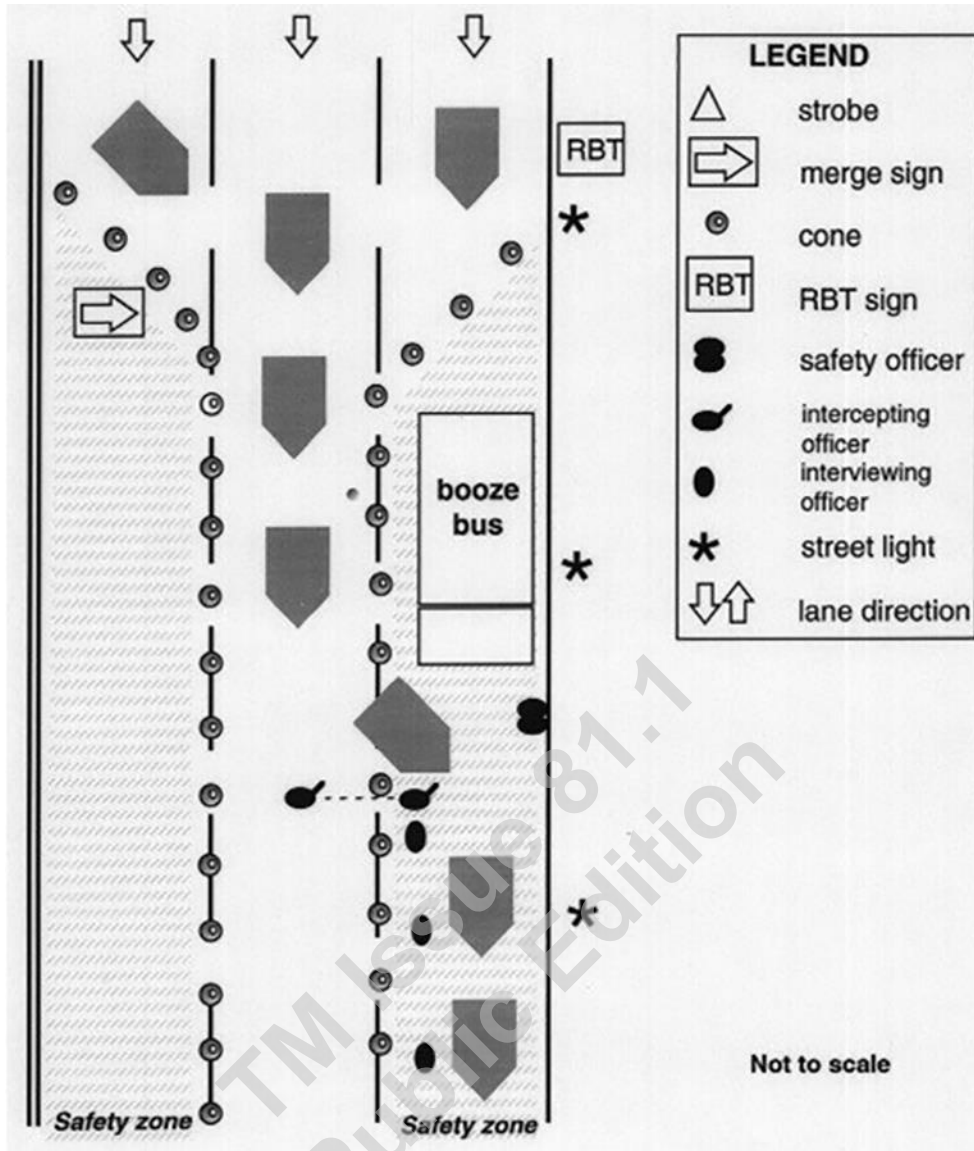 LEGEND
strobe
merge sign
cone
RBT
RBT sign
safety officer
intercepting
officer
interviewing
officer
street light
lane direction
RBT
booze
bus
Not to scale
Safety zone
Safety zone
TM Issue 81.1
Public Edition